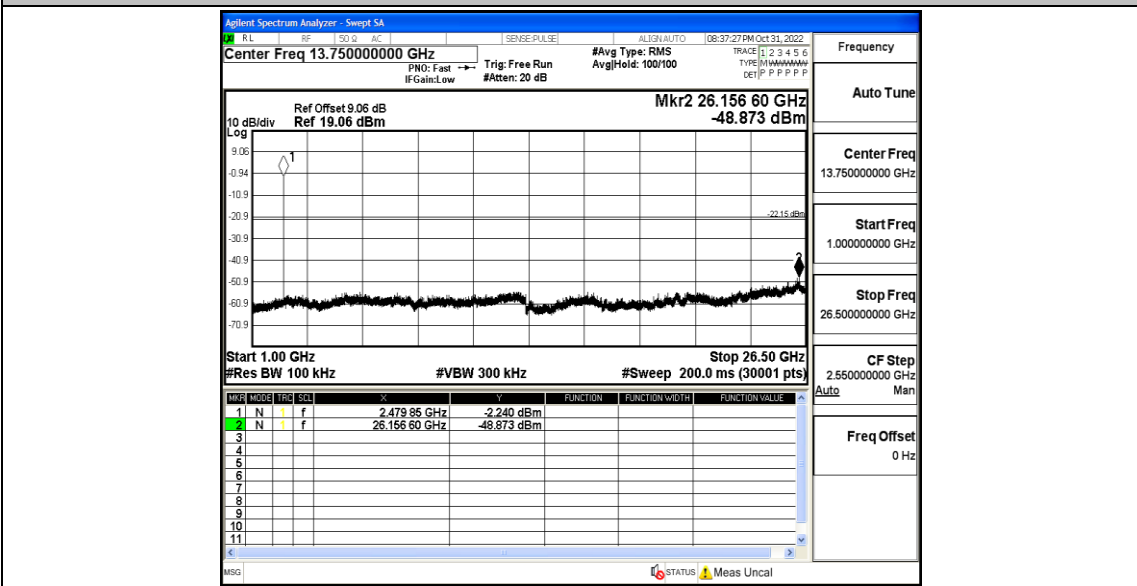 Agilent Spectrum Analyzer - Swept SA
RL RF 50 Ω AC SENSE:PULSE ALIGNAUTO 08:37:27 PM Oct 31, 2022
Center Freq 13.750000000 GHz
PNO: Fast
IFGain:Low
Trig: Free Run
#Atten: 20 dB
#Avg Type: RMS
Avg|Hold: 100/100
TRACE 1 2 3 4 5 6
TYPE M WWWWW
DET P P P P P P
Ref Offset 9.06 dB
10 dB/div Ref 19.06 dBm
Log
Mkr2 26.156 60 GHz
-48.873 dBm
9.06
-0.94
-10.9
-20.9
-30.9
-40.9
-50.9
-60.9
-70.9
1
-22.15 dBm
2
Start 1.00 GHz Stop 26.50 GHz
#Res BW 100 kHz #VBW 300 kHz #Sweep 200.0 ms (30001 pts)
MKR MODE TRC SCL X Y FUNCTION FUNCTION WIDTH FUNCTION VALUE
1 N 1 f 2.479 85 GHz -2.240 dBm
2 N 1 f 26.156 60 GHz -48.873 dBm
3
4
5
6
7
8
9
10
11
MSG STATUS Meas Uncal
Frequency
Auto Tune
Center Freq
13.750000000 GHz
Start Freq
1.000000000 GHz
Stop Freq
26.500000000 GHz
CF Step
2.550000000 GHz
Auto Man
Freq Offset
0 Hz